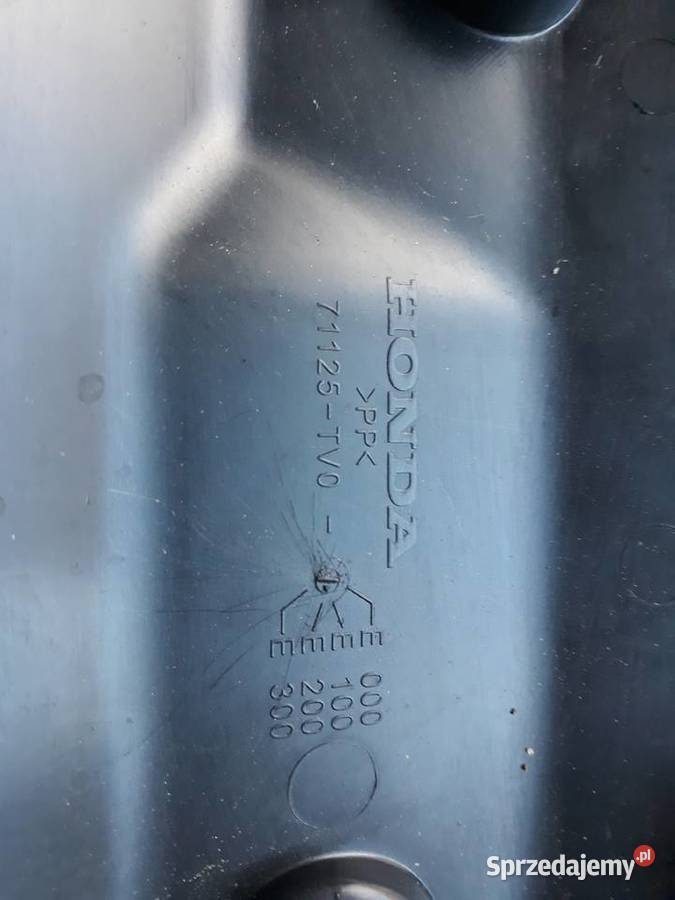 HONDA
>PP<
71125-TV0 -
E 000
E 100
E 200
E 300
Sprzedajemy.pl